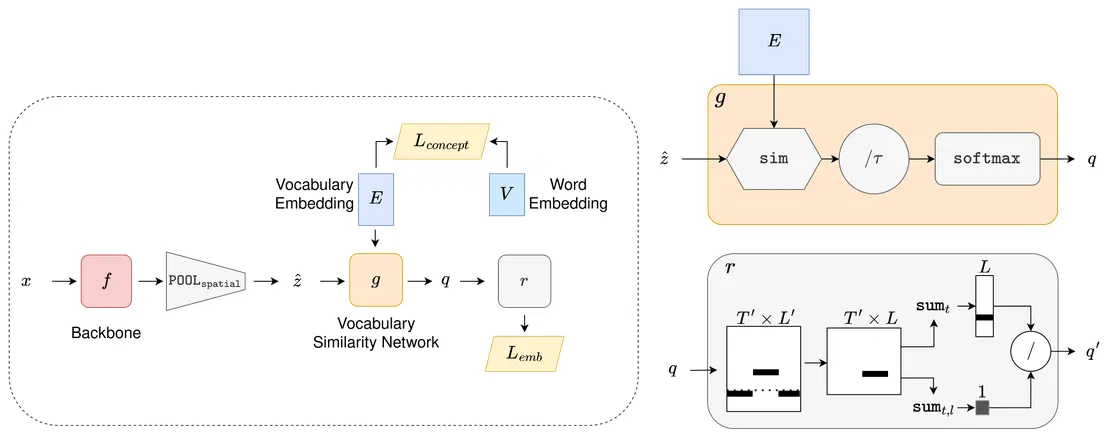 L_concept
Vocabulary
Embedding
E
V
Word
Embedding
x
f
POOL_spatial
ẑ
g
q
r
Backbone
Vocabulary
Similarity Network
L_emb
E
g
ẑ
sim
/τ
softmax
q
r
L
T′ × L′
T′ × L
sum_t
q
/
q′
sum_t,l
1